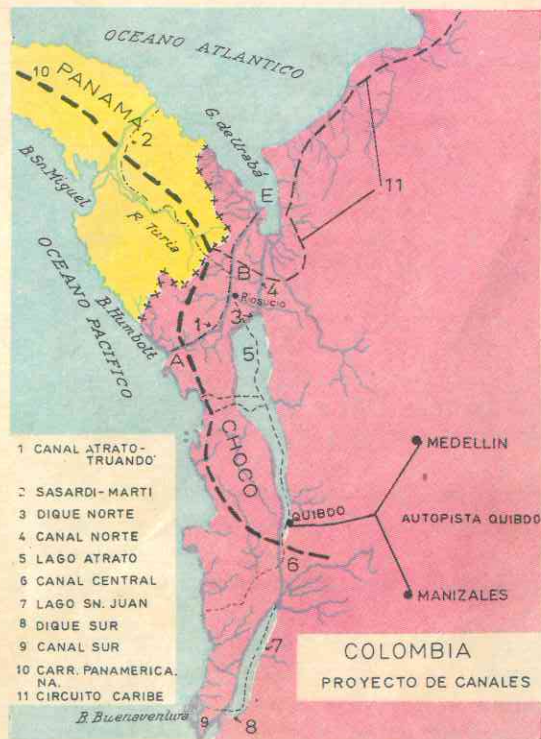 OCEANO ATLANTICO
10
PANAMA
2
G. de Urabá
B. Sn. Miguel
R. Turia
E
11
OCEANO PACIFICO
B. Humbolt
B
4
Riosucio
1
3
A
5
CHOCO
MEDELLIN
QUIBDO
AUTOPISTA QUIBDO
6
MANIZALES
7
B. Buenaventura
9
8
1 CANAL ATRATO-
TRUANDO
2 SASARDI-MARTI
3 DIQUE NORTE
4 CANAL NORTE
5 LAGO ATRATO
6 CANAL CENTRAL
7 LAGO SN. JUAN
8 DIQUE SUR
9 CANAL SUR
10 CARR. PANAMERICA.
NA.
11 CIRCUITO CARIBE
COLOMBIA
PROYECTO DE CANALES